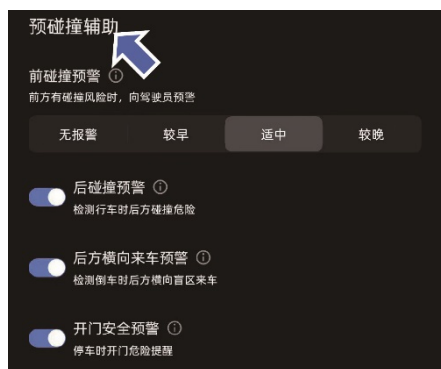 预碰撞辅助
前碰撞预警
前方有碰撞风险时，向驾驶员预警
无报警 较早 适中 较晚
后碰撞预警
检测行车时后方碰撞危险
后方横向来车预警
检测倒车时后方横向盲区来车
开门安全预警
停车时开门危险提醒